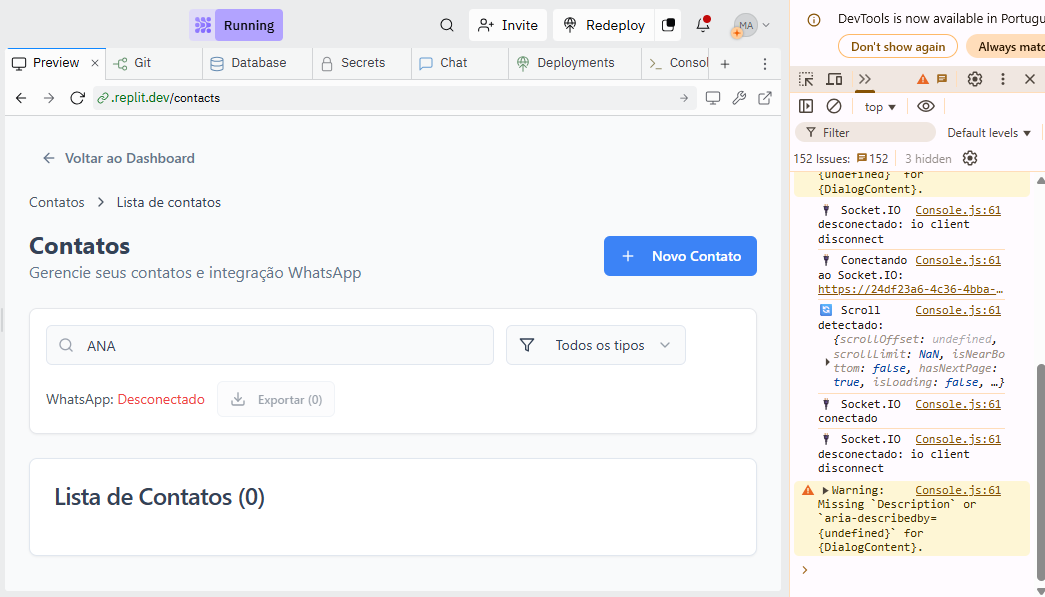 Running
Invite
Redeploy
MA
DevTools is now available in Portugu
Don't show again
Always matc
Preview
Git
Database
Secrets
Chat
Deployments
Consol
.replit.dev/contacts
top
Filter
Default levels
152 Issues: 152
3 hidden
Voltar ao Dashboard
Contatos > Lista de contatos
Contatos
Gerencie seus contatos e integração WhatsApp
+ Novo Contato
ANA
Todos os tipos
WhatsApp: Desconectado
Exportar (0)
Lista de Contatos (0)
{undefined}` for
{DialogContent}.
Socket.IO Console.js:61
desconectado: io client
disconnect
Conectando Console.js:61
ao Socket.IO:
https://24df23a6-4c36-4bba-…
Scroll Console.js:61
detectado:
{scrollOffset: undefined,
scrollLimit: NaN, isNearBo
ttom: false, hasNextPage:
true, isLoading: false, …}
Socket.IO Console.js:61
conectado
Socket.IO Console.js:61
desconectado: io client
disconnect
Warning: Console.js:61
Missing `Description` or
`aria-describedby=
{undefined}` for
{DialogContent}.